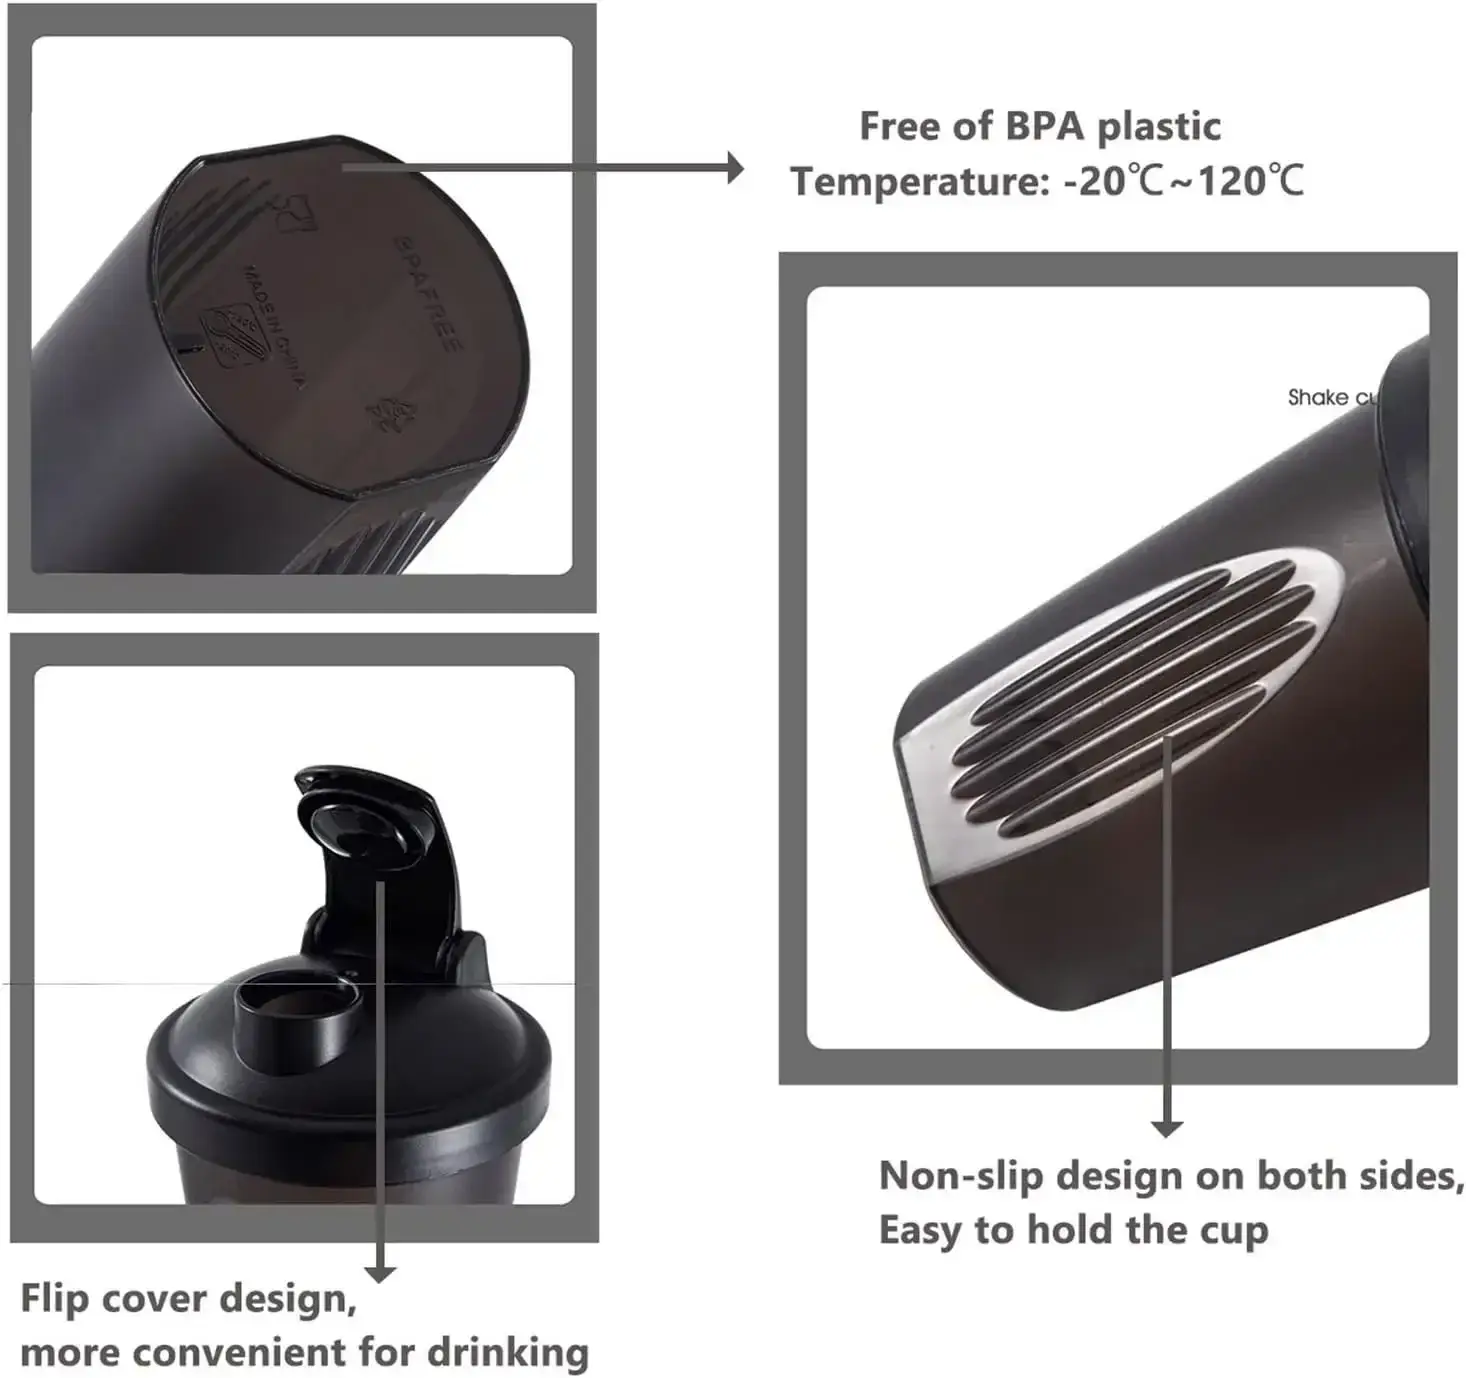 Free of BPA plastic
Temperature: -20℃~120℃
BPAFREE
MADE IN CHINA
Shake
Non-slip design on both sides,
Easy to hold the cup
Flip cover design,
more convenient for drinking